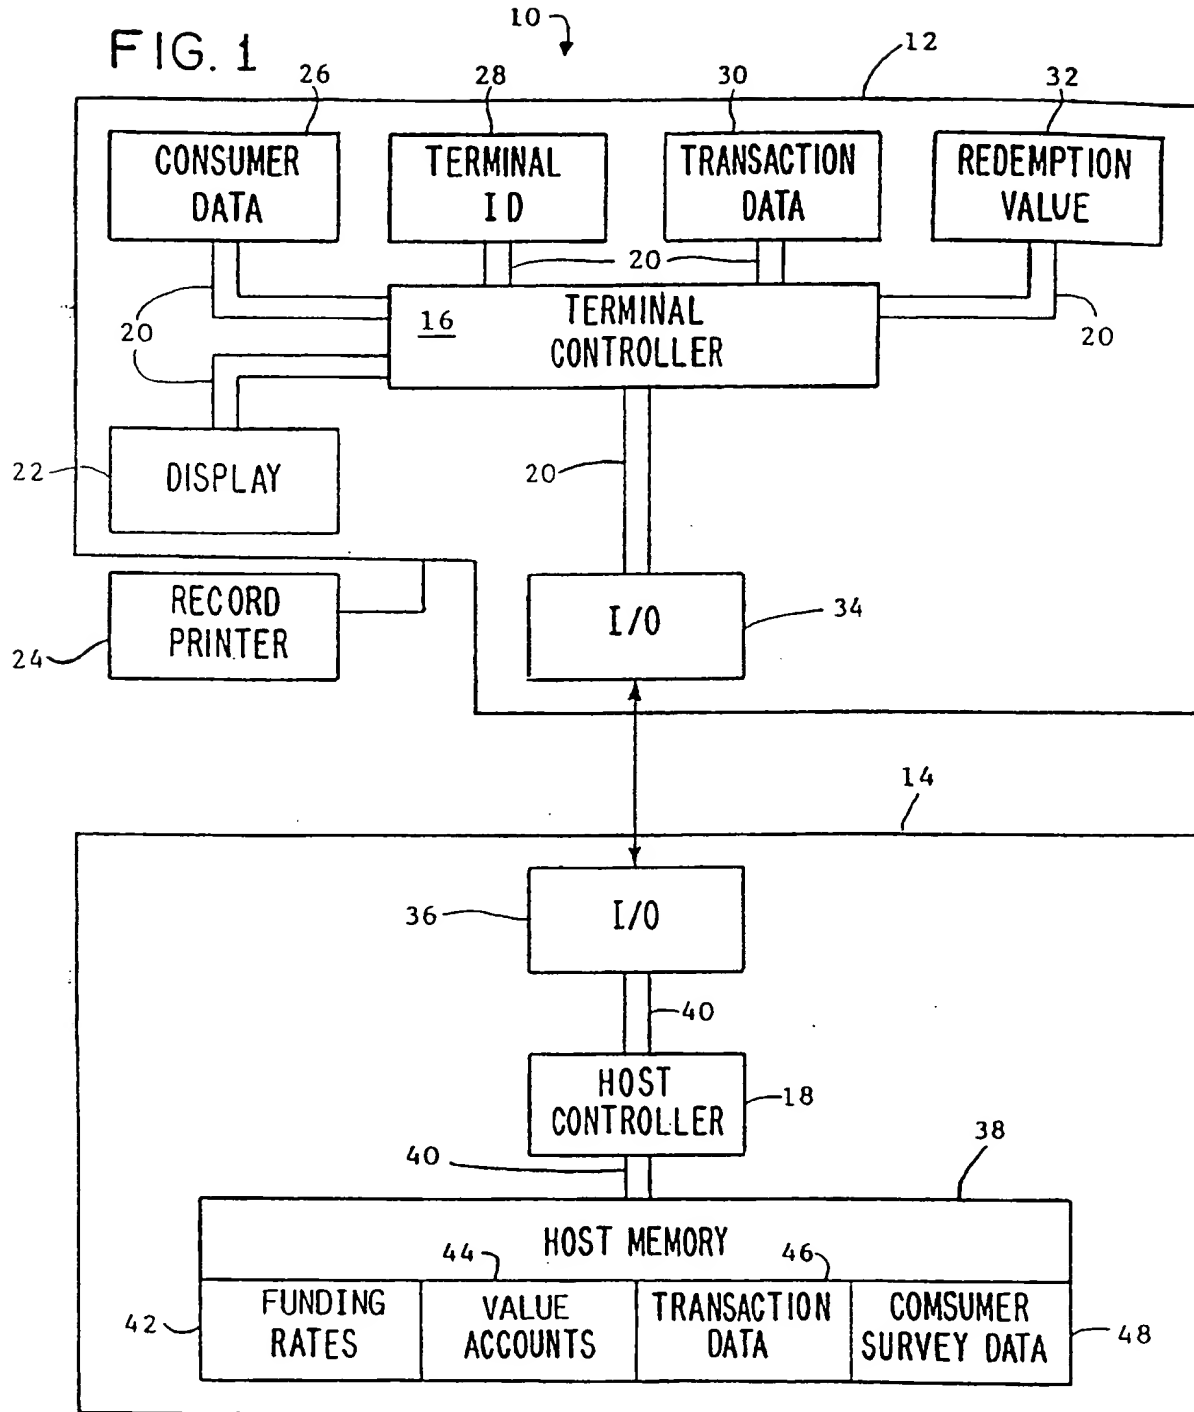 FIG. 1
10
12
26
28
30
32
CONSUMER
DATA
TERMINAL
ID
TRANSACTION
DATA
REDEMPTION
VALUE
20
20
20
20
16
TERMINAL
CONTROLLER
22
DISPLAY
20
24
RECORD
PRINTER
I/O
34
14
36
I/O
40
HOST
CONTROLLER
18
40
38
HOST MEMORY
44
46
42
FUNDING
RATES
VALUE
ACCOUNTS
TRANSACTION
DATA
COMSUMER
SURVEY DATA
48